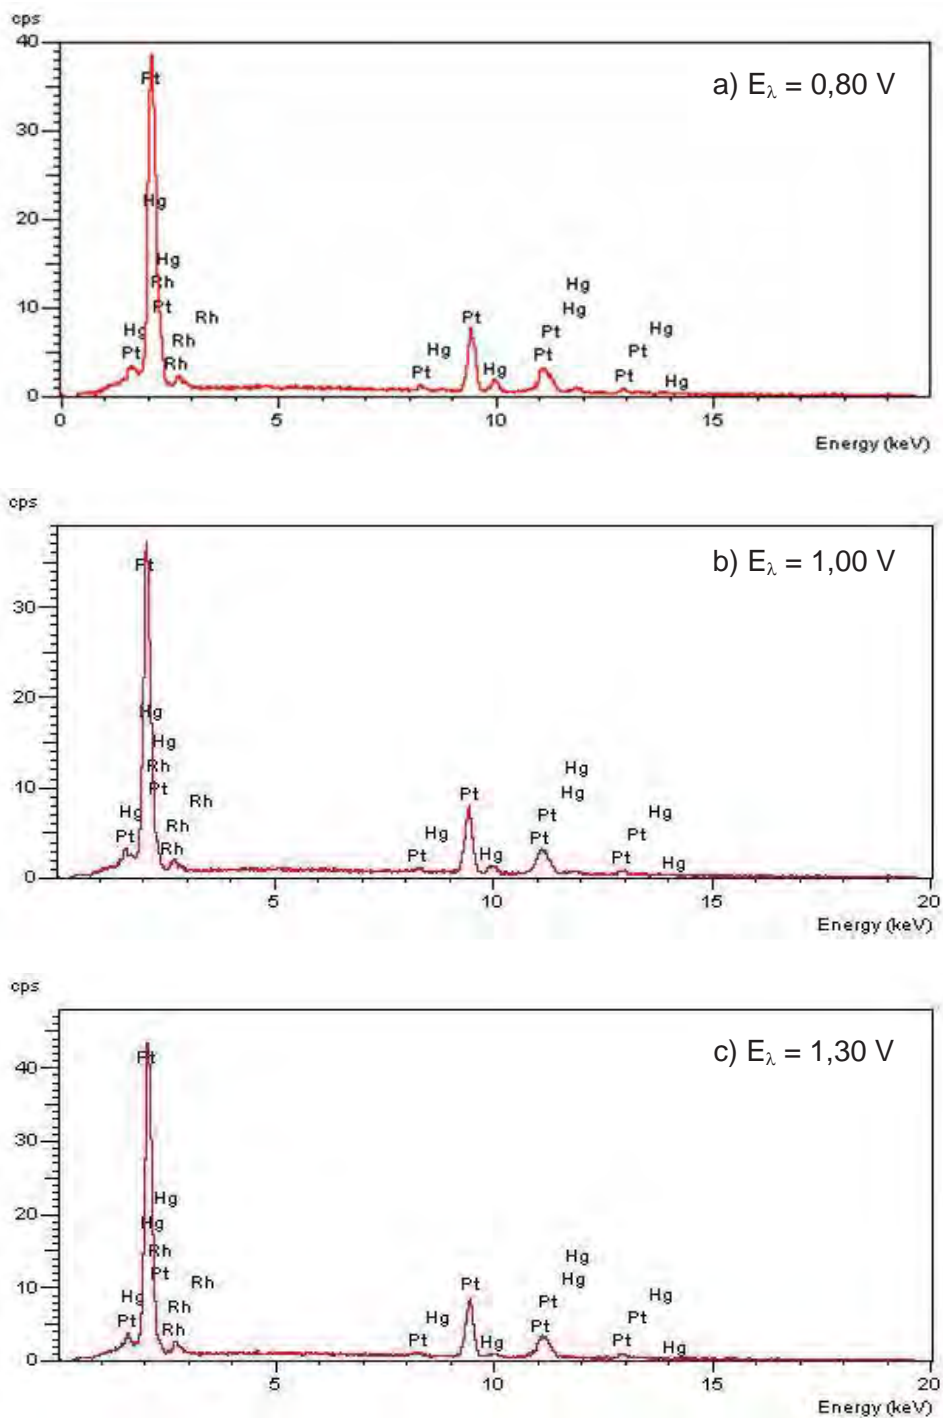 cps
40
a) Eλ = 0,80 V
Pt
30
Hg
20
Hg
Rh
Hg
Pt
Hg
10
Rh
Pt
Hg
Pt
Hg
Rh
Hg
Pt
Pt
Rh
Pt
Hg
Pt
Pt
Hg
0
0 5 10 15
Energy (keV)
cps
b) Eλ = 1,00 V
Pt
30
20
Hg
Hg
Rh
Hg
Pt
Pt
Hg
10
Rh
Hg
Pt
Hg
Rh
Hg
Pt
Pt
Pt
Rh
Pt
Hg
Pt
Hg
0
5 10 15 20
Energy (keV)
cps
c) Eλ = 1,30 V
Pt
40
30
Hg
20
Hg
Rh
Hg
Pt
Hg
Rh
Pt
10
Hg
Hg
Rh
Pt
Pt
Hg
Pt
Rh
Pt
Pt
Hg
Pt
Hg
0
5 10 15 20
Energy (keV)